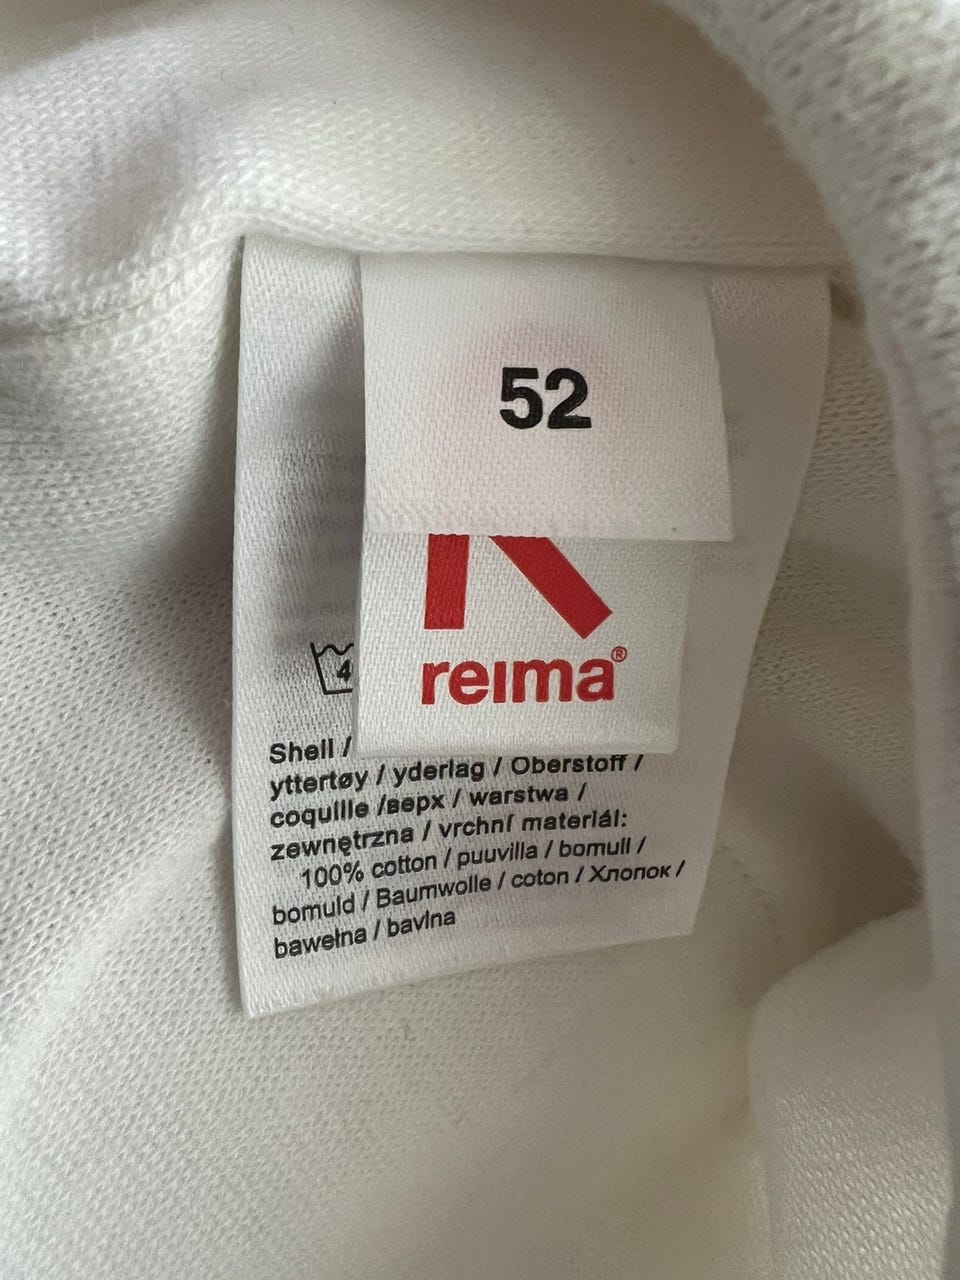 52
reima®
4
Shell /
yttertøy / yderlag / Oberstoff /
coquille /верх / warstwa /
zewnętrzna / vrchní materiál:
100% cotton / puuvilla / bomull /
bomuld / Baumwolle / coton / Хлопок /
bawełna / bavlna